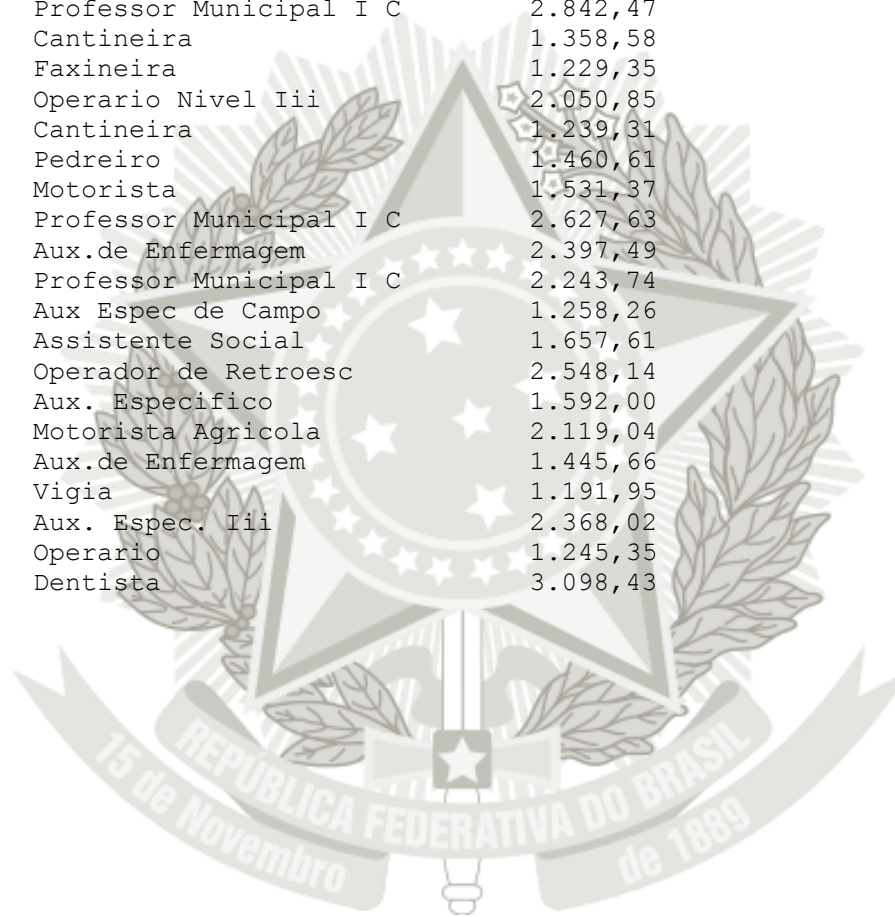 Professor Municipal I C 2.842,47
Cantineira 1.358,58
Faxineira 1.229,35
Operario Nivel Iii 2.050,85
Cantineira 1.239,31
Pedreiro 1.460,61
Motorista 1.531,37
Professor Municipal I C 2.627,63
Aux.de Enfermagem 2.397,49
Professor Municipal I C 2.243,74
Aux Espec de Campo 1.258,26
Assistente Social 1.657,61
Operador de Retroesc 2.548,14
Aux. Especifico 1.592,00
Motorista Agricola 2.119,04
Aux.de Enfermagem 1.445,66
Vigia 1.191,95
Aux. Espec. Iii 2.368,02
Operario 1.245,35
Dentista 3.098,43
REPÚBLICA FEDERATIVA DO BRASIL
15 de Novembro de 1889